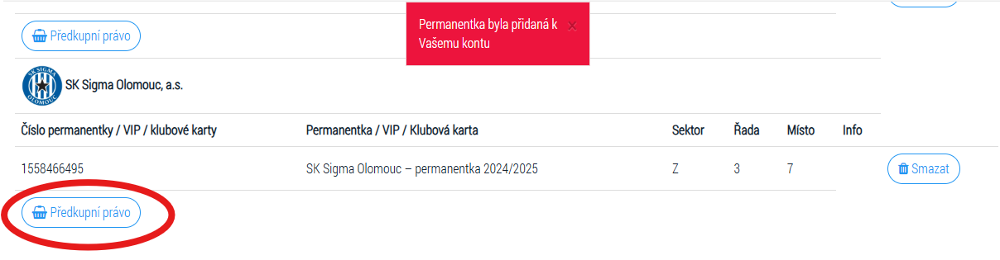 Permanentka byla přidaná k
Vašemu kontu
×
Předkupní právo
SK SIGMA
OLOMOUC
SK Sigma Olomouc, a.s.
Číslo permanentky / VIP / klubové karty Permanentka / VIP / Klubová karta Sektor Řada Místo Info
1558466495 SK Sigma Olomouc – permanentka 2024/2025 Z 3 7 Smazat
Předkupní právo